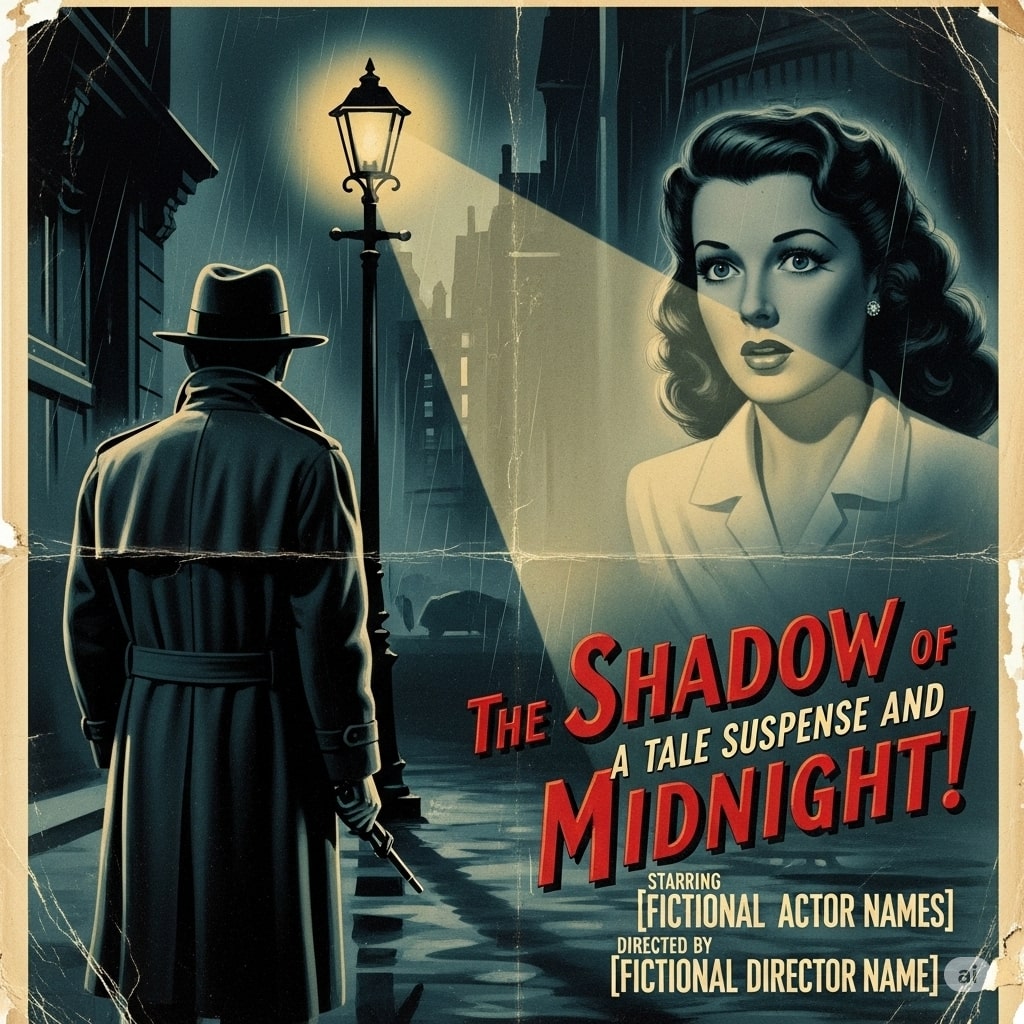 THE SHADOW OF
A TALE SUSPENSE AND
MIDNIGHT!
STARRING
[FICTIONAL ACTOR NAMES]
DIRECTED BY
[FICTIONAL DIRECTOR NAME]
ai